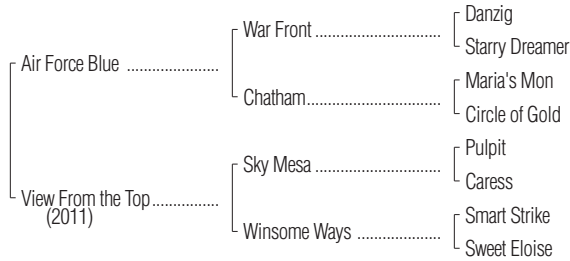 Danzig
War Front ..............................
Starry Dreamer
Air Force Blue ......................
Maria's Mon
Chatham................................
Circle of Gold
Pulpit
Sky Mesa ..............................
Caress
View From the Top................
(2011)
Smart Strike
Winsome Ways ....................
Sweet Eloise